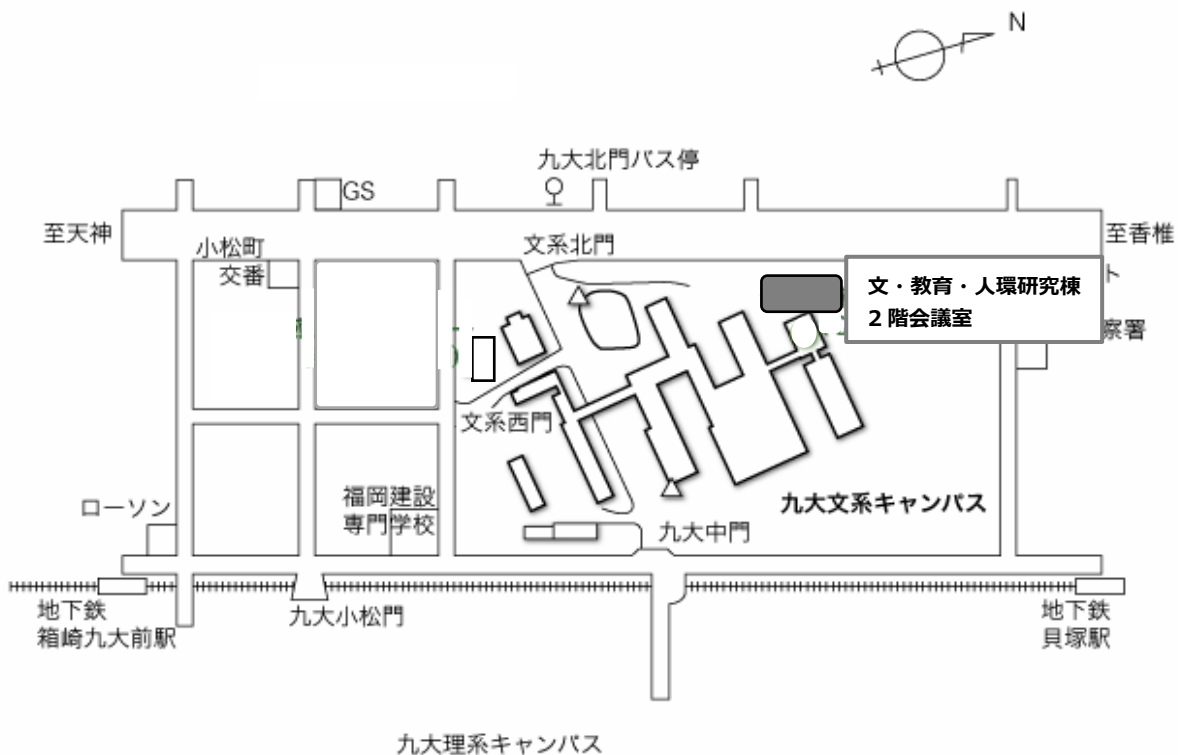 N
九大北門バス停
GS
至天神
小松町
交番
文系北門
至香椎
ト
文・教育・人環研究棟
2階会議室
察署
文系西門
ローソン
福岡建設
専門学校
九大文系キャンパス
九大中門
地下鉄
箱崎九大前駅
九大小松門
地下鉄
貝塚駅
九大理系キャンパス